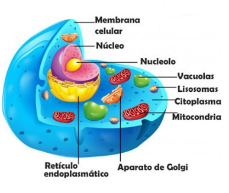 Membrana
celular
Núcleo
Nucleolo
Vacuolas
Lisosomas
Citoplasma
Mitocondria
Retículo
endoplasmático
Aparato de Golgi